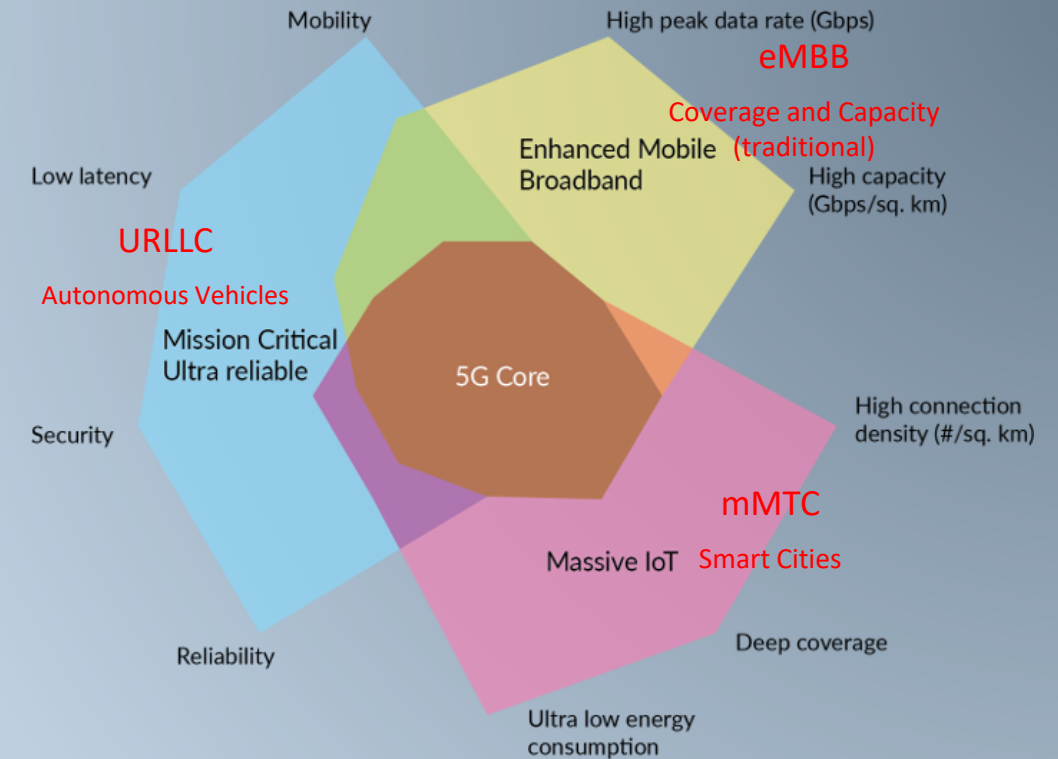 Mobility
High peak data rate (Gbps)
eMBB
Coverage and Capacity
(traditional)
Enhanced Mobile
Broadband
Low latency
High capacity
(Gbps/sq. km)
URLLC
Autonomous Vehicles
Mission Critical
Ultra reliable
5G Core
Security
High connection
density (#/sq. km)
mMTC
Massive IoT
Smart Cities
Reliability
Deep coverage
Ultra low energy
consumption